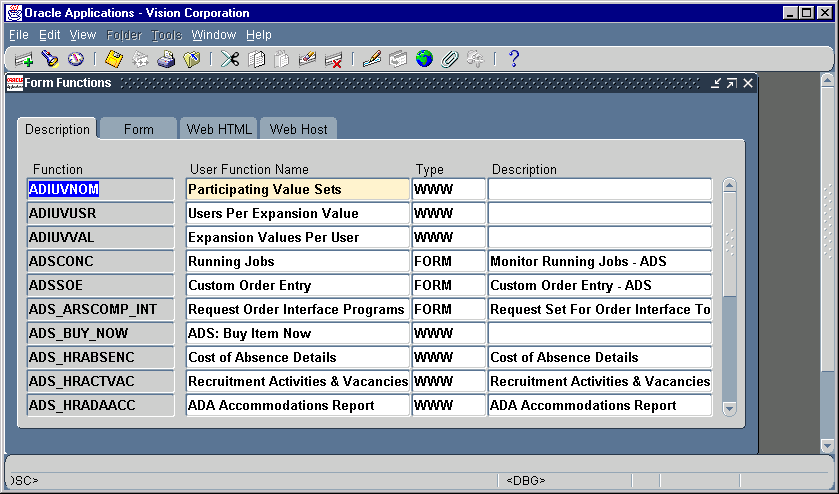 Oracle Applications - Vision Corporation
File Edit View Folder Tools Window Help
Form Functions
Description Form Web HTML Web Host
Function User Function Name Type Description
ADIUVNOM Participating Value Sets WWW
ADIUVUSR Users Per Expansion Value WWW
ADIUVVAL Expansion Values Per User WWW
ADSCONC Running Jobs FORM Monitor Running Jobs - ADS
ADSSOE Custom Order Entry FORM Custom Order Entry - ADS
ADS_ARSCOMP_INT Request Order Interface Programs FORM Request Set For Order Interface To
ADS_BUY_NOW ADS: Buy Item Now WWW
ADS_HRABSENC Cost of Absence Details WWW Cost of Absence Details
ADS_HRACTVAC Recruitment Activities & Vacancies WWW Recruitment Activities & Vacancies
ADS_HRADAACC ADA Accommodations Report WWW ADA Accommodations Report
OSC> <DBG>